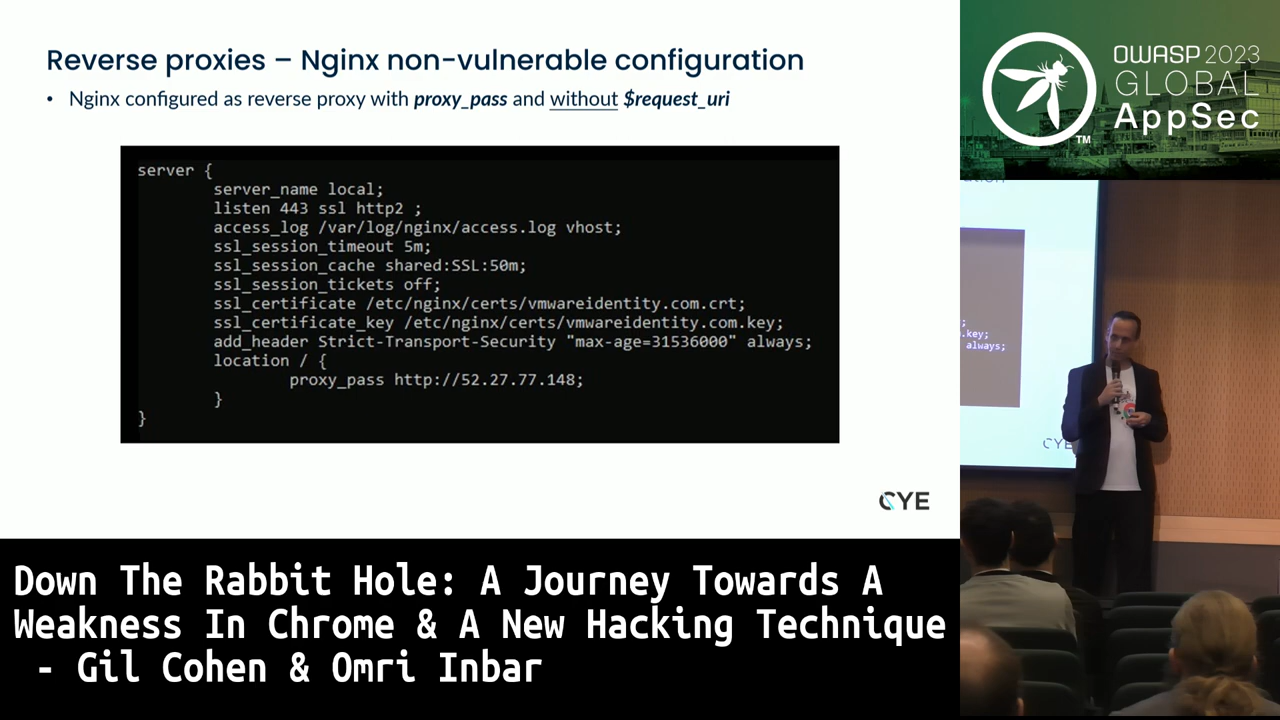 Reverse proxies – Nginx non-vulnerable configuration
• Nginx configured as reverse proxy with proxy_pass and without $request_uri
server {
server_name local;
listen 443 ssl http2 ;
access_log /var/log/nginx/access.log vhost;
ssl_session_timeout 5m;
ssl_session_cache shared:SSL:50m;
ssl_session_tickets off;
ssl_certificate /etc/nginx/certs/vmwareidentity.com.crt;
ssl_certificate_key /etc/nginx/certs/vmwareidentity.com.key;
add_header Strict-Transport-Security "max-age=31536000" always;
location / {
proxy_pass http://52.27.77.148;
}
}
CYE
OWASP 2023
GLOBAL
AppSec
TM
key;
always;
CYE
Down The Rabbit Hole: A Journey Towards A
Weakness In Chrome & A New Hacking Technique
- Gil Cohen & Omri Inbar